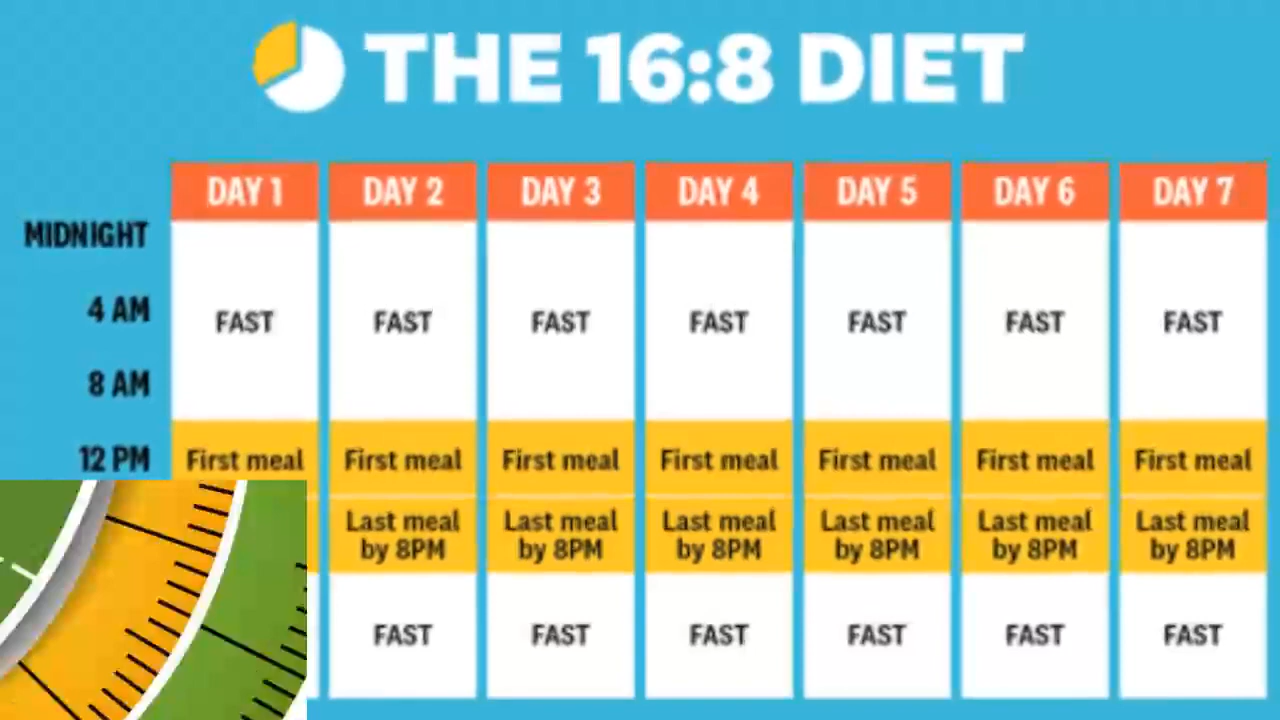 THE 16:8 DIET
DAY 1 DAY 2 DAY 3 DAY 4 DAY 5 DAY 6 DAY 7
MIDNIGHT
4 AM
FAST FAST FAST FAST FAST FAST FAST
8 AM
12 PM First meal First meal First meal First meal First meal First meal First meal
Last meal Last meal Last meal Last meal Last meal Last meal
by 8PM by 8PM by 8PM by 8PM by 8PM by 8PM
FAST FAST FAST FAST FAST FAST